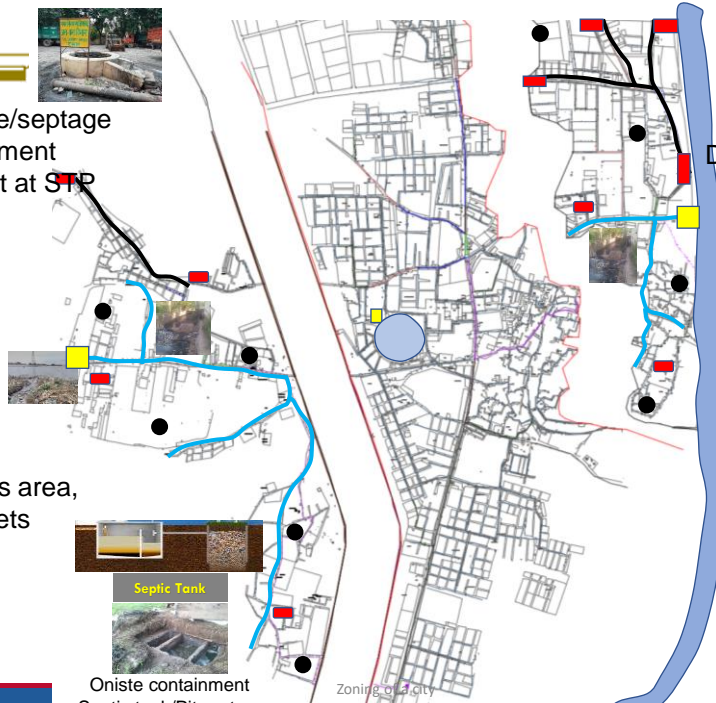 e/septage
ment
t at STP
D
s area,
ets
Septic Tank
Oniste containment
Zoning of a city